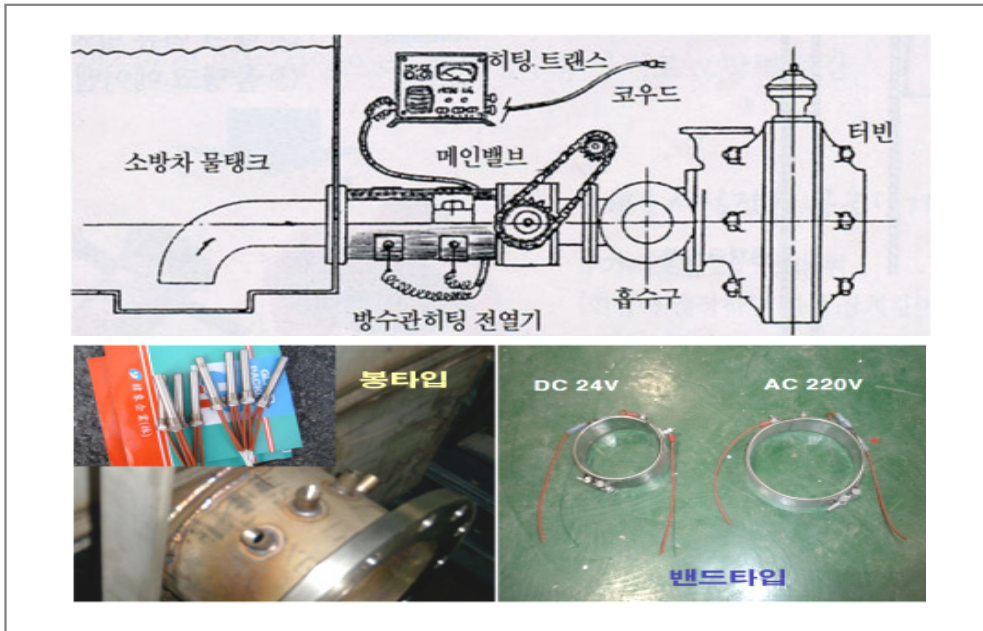 히팅 트랜스
코우드
터빈
소방차 물탱크
메인밸브
흡수구
방수관히팅 전열기
봉타입
DC 24V
AC 220V
밴드타입